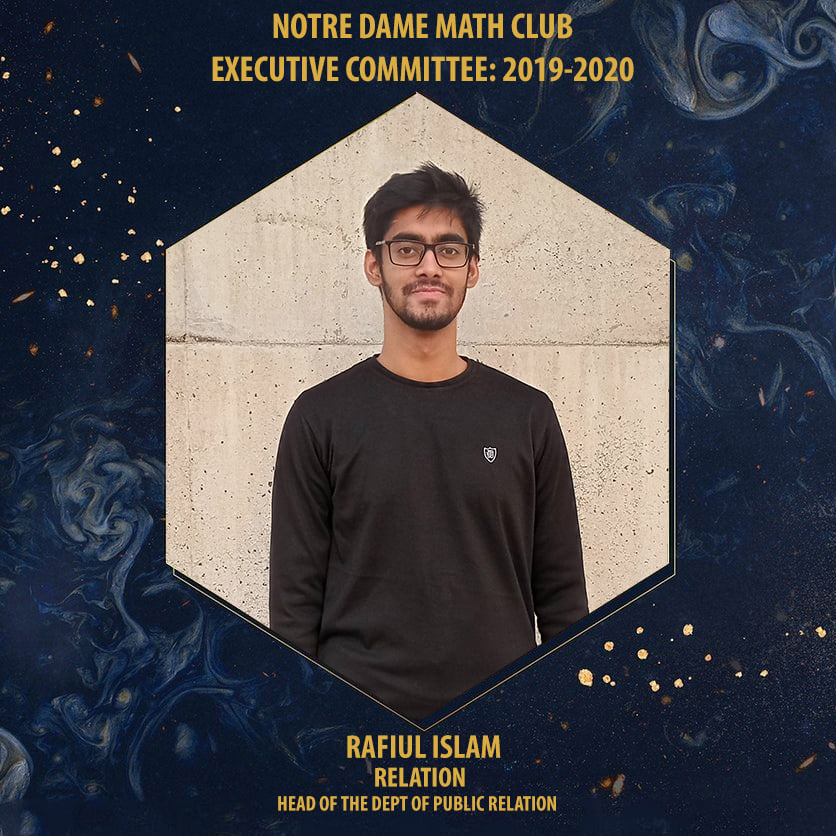 NOTRE DAME MATH CLUB
EXECUTIVE COMMITTEE: 2019-2020
RAFIUL ISLAM
RELATION
HEAD OF THE DEPT OF PUBLIC RELATION